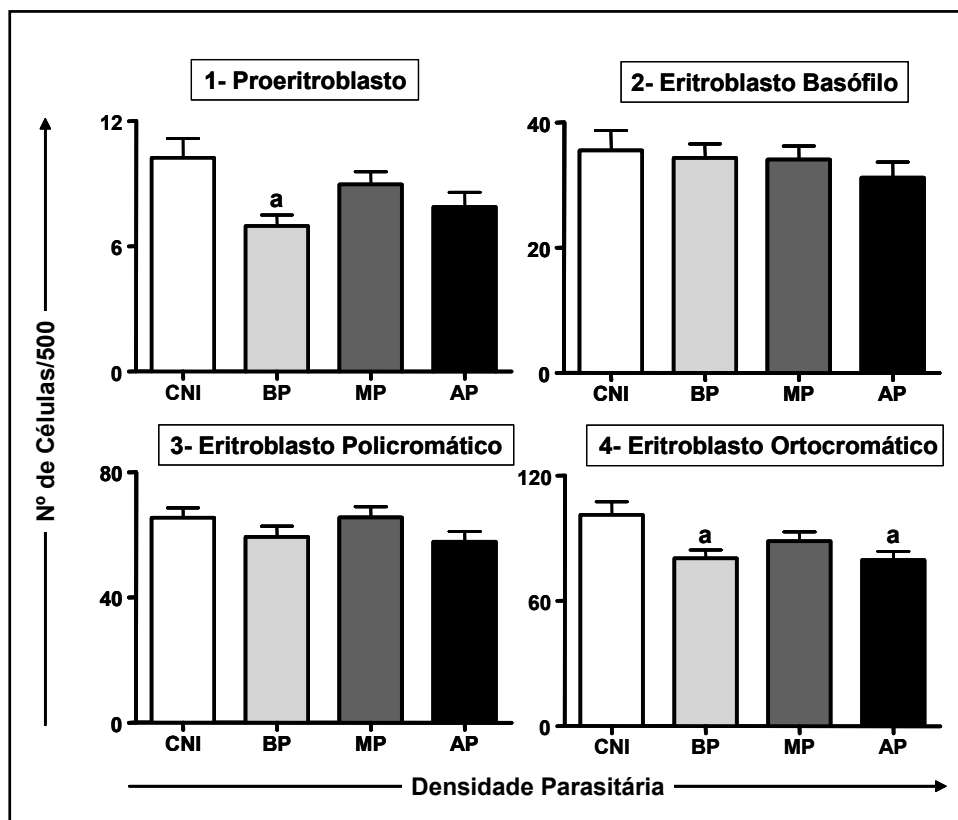 1- Proeritroblasto
12
6
0
a
CNI BP MP AP
2- Eritroblasto Basófilo
40
20
0
CNI BP MP AP
3- Eritroblasto Policromático
80
40
0
CNI BP MP AP
4- Eritroblasto Ortocromático
120
60
0
a a
CNI BP MP AP
Nº de Células/500
Densidade Parasitária